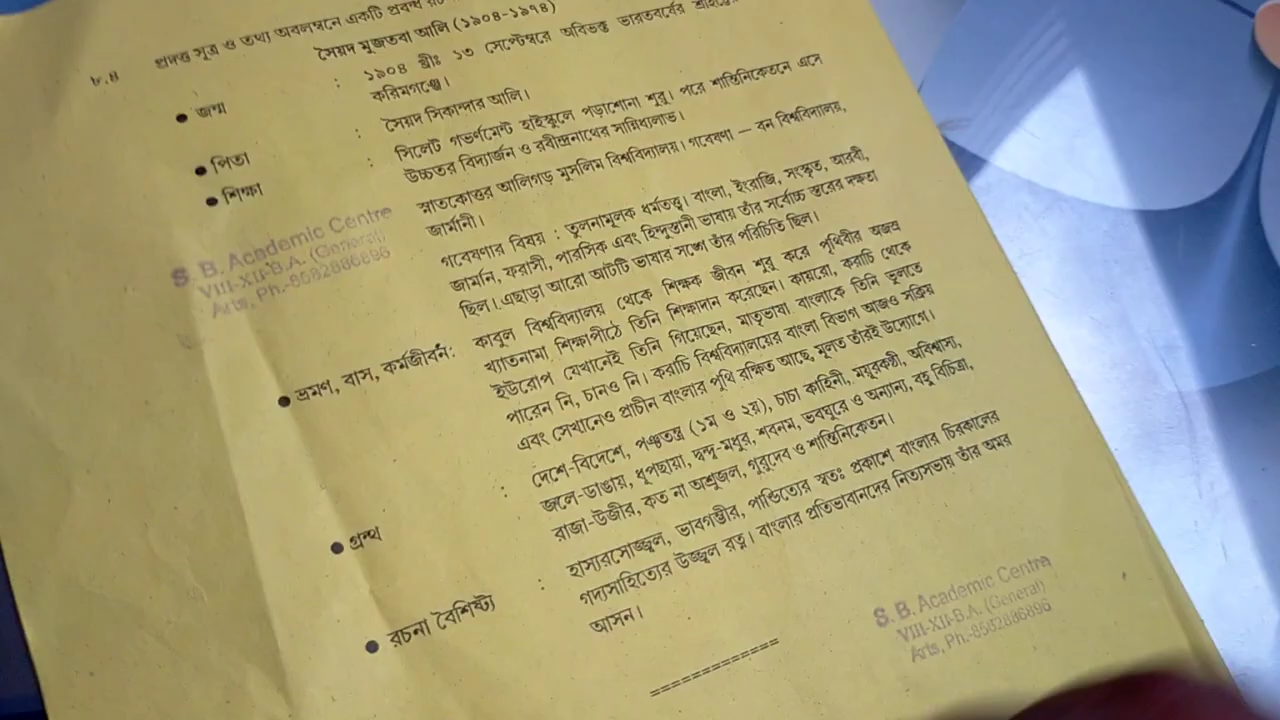 ৮.৪ প্রদত্ত সূত্র ও তথ্য অবলম্বনে একটি প্রবন্ধ
সৈয়দ মুজতবা আলি (১৯০৪-১৯৭৪)
● জন্ম : ১৯০৪ খ্রীঃ ১৩ সেপ্টেম্বরে অবিভক্ত ভারতবর্ষের
করিমগঞ্জে।
● পিতা : সৈয়দ সিকান্দার আলি।
● শিক্ষা : সিলেট গভর্ণমেন্ট হাইস্কুলে পড়াশোনা শুরু। পরে শান্তিনিকেতনে এসে
উচ্চতর বিদ্যার্জন ও রবীন্দ্রনাথের সান্নিধ্যলাভ।
স্নাতকোত্তর আলিগড় মুসলিম বিশ্ববিদ্যালয়। গবেষণা — বন বিশ্ববিদ্যালয়,
জার্মানী।
গবেষণার বিষয় : তুলনামূলক ধর্মতত্ত্ব। বাংলা, ইংরাজি, সংস্কৃত, আরবী,
জার্মান, ফরাসী, পারসিক এবং হিন্দুস্তানী ভাষায় তাঁর সর্বোচ্চ স্তরের দক্ষতা
ছিল। এছাড়া আরো আটটি ভাষার সঙ্গে তাঁর পরিচিতি ছিল।
● ভ্রমণ, বাস, কর্মজীবন: কাবুল বিশ্ববিদ্যালয় থেকে শিক্ষক জীবন শুরু করে পৃথিবীর অজস্র
খ্যাতনামা শিক্ষাপীঠে তিনি শিক্ষাদান করেছেন। কায়রো, করাচি থেকে
ইউরোপ যেখানেই তিনি গিয়েছেন, মাতৃভাষা বাংলাকে তিনি ভুলতে
পারেন নি, চানও নি। করাচি বিশ্ববিদ্যালয়ের বাংলা বিভাগ আজও সক্রিয়
এবং সেখানেও প্রাচীন বাংলার পুথি রক্ষিত আছে, মূলত তাঁরই উদ্যোগে।
● গ্রন্থ : দেশে-বিদেশে, পঞ্চতন্ত্র (১ম ও ২য়), চাচা কাহিনী, ময়ূরকণ্ঠী, অবিশ্বাস্য,
জলে-ডাঙায়, ধূপছায়া, দ্বন্দ্ব-মধুর, শবনম, ভবঘুরে ও অন্যান্য, বহু বিচিত্রা,
রাজা-উজীর, কত না অশ্রুজল, গুরুদেব ও শান্তিনিকেতন।
● রচনা বৈশিষ্ট্য : হাস্যরসোজ্জ্বল, ভাবগম্ভীর, পান্ডিত্যের স্বতঃ প্রকাশে বাংলার চিরকালের
গদ্যসাহিত্যের উজ্জ্বল রত্ন। বাংলার প্রতিভাবানদের নিত্যসভায় তাঁর অমর
আসন।
S. B. Academic Centre
VIII-XII-B.A. (General),
Arts, Ph.-8582886896
S. B. Academic Centre
VIII-XII-B.A. (General)
Arts, Ph.-8582886896